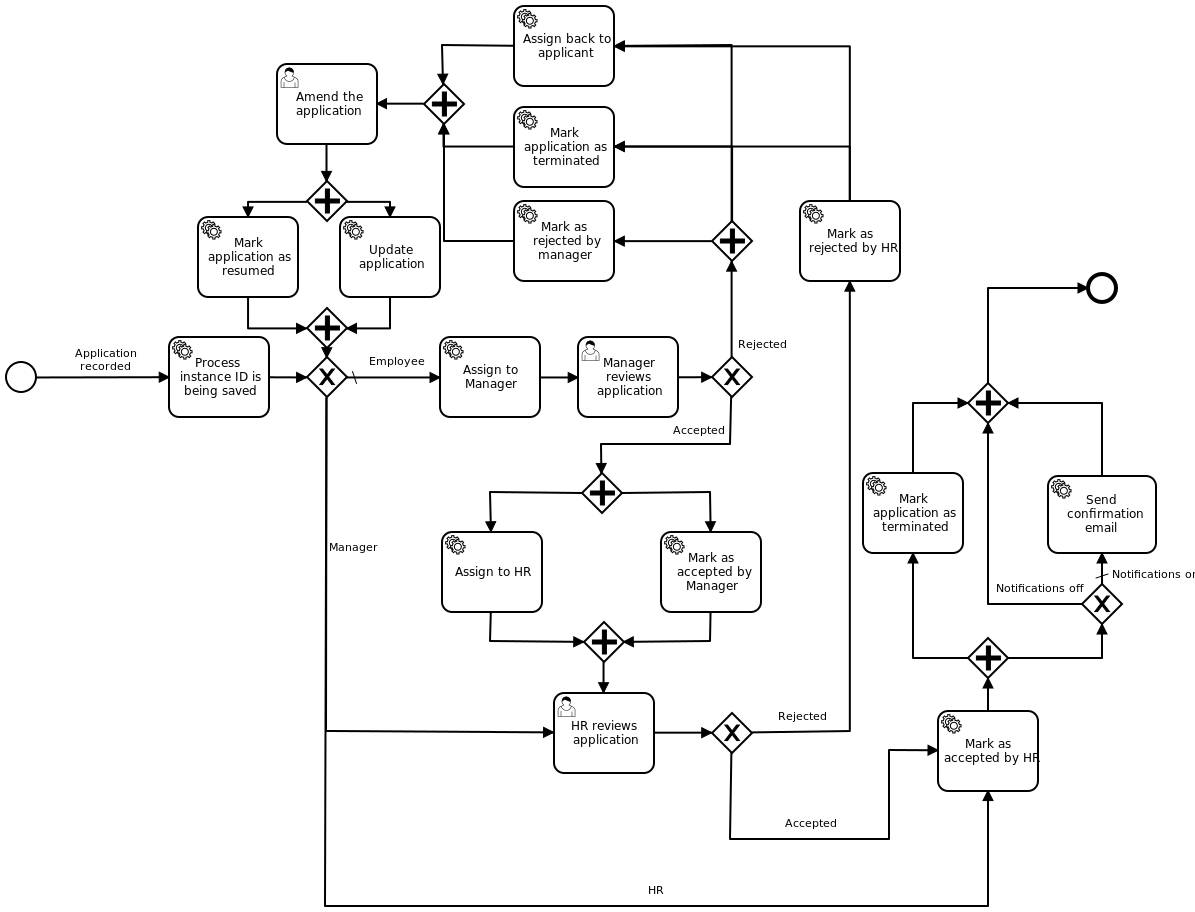 Assign back to
applicant
Amend the
application
Mark
application as
terminated
Mark
application as
resumed
Update
application
Mark as
rejected by
manager
Mark as
rejected by HR
Application
recorded
Process
instance ID is
being saved
Employee
Assign to
Manager
Manager
reviews
application
Rejected
Accepted
Manager
Assign to HR
Mark as
accepted by
Manager
Mark
application as
terminated
Send
confirmation
email
Notifications off
Notifications or
HR reviews
application
Rejected
Mark as
accepted by HR
Accepted
HR